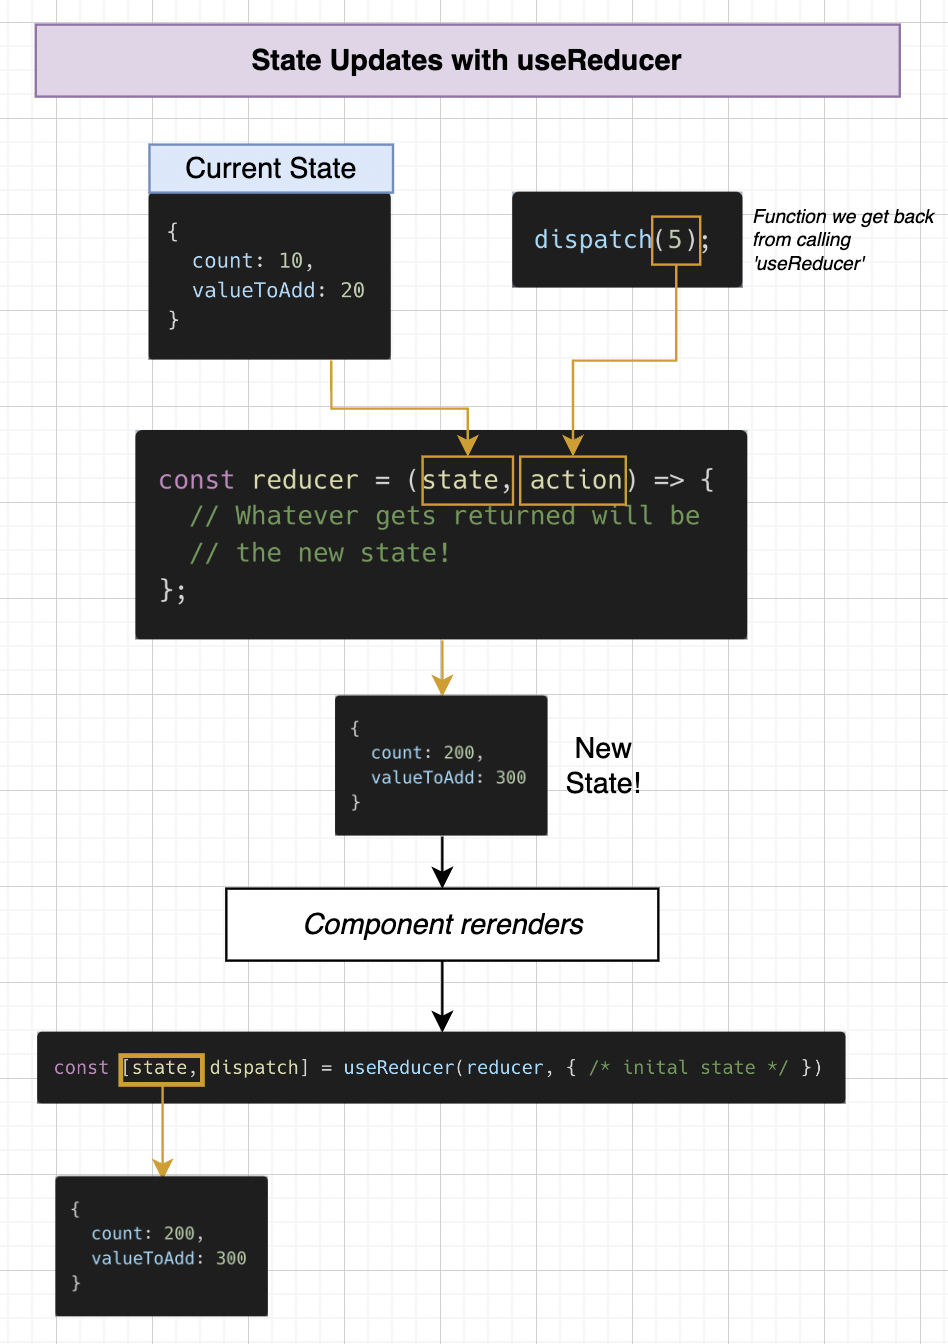 State Updates with useReducer
Current State
{
count: 10,
valueToAdd: 20
}
dispatch(5);
Function we get back
from calling
'useReducer'
const reducer = (state, action) => {
// Whatever gets returned will be
// the new state!
};
{
count: 200,
valueToAdd: 300
}
New
State!
Component rerenders
const [state, dispatch] = useReducer(reducer, { /* inital state */ })
{
count: 200,
valueToAdd: 300
}